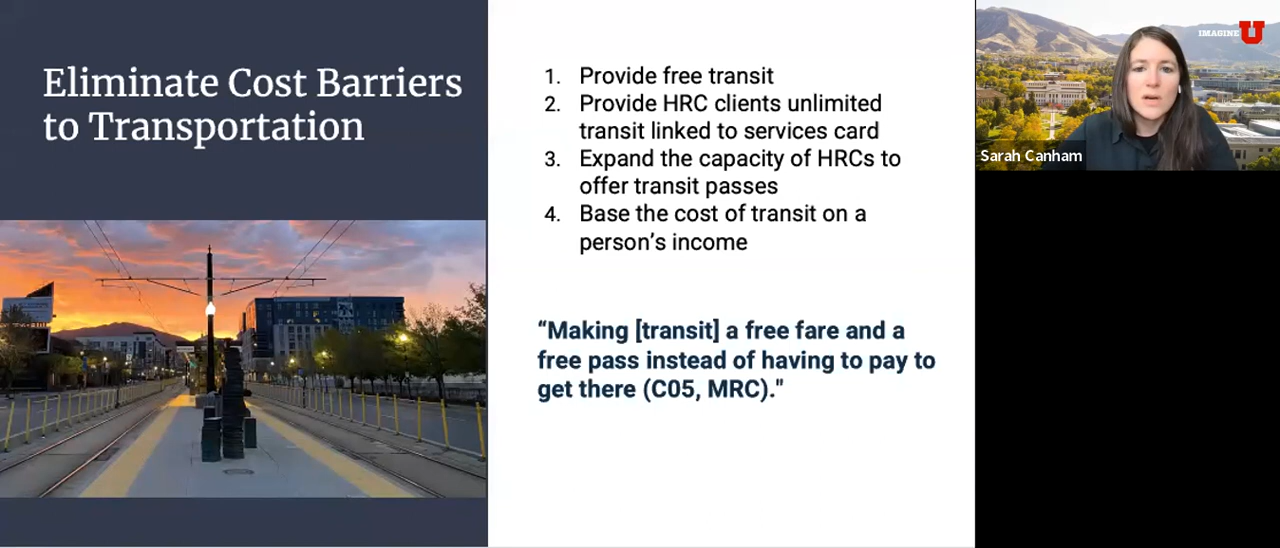 Eliminate Cost Barriers
to Transportation
1. Provide free transit
2. Provide HRC clients unlimited
transit linked to services card
3. Expand the capacity of HRCs to
offer transit passes
4. Base the cost of transit on a
person’s income
“Making [transit] a free fare and a
free pass instead of having to pay to
get there (C05, MRC)."
IMAGINE U
Sarah Canham